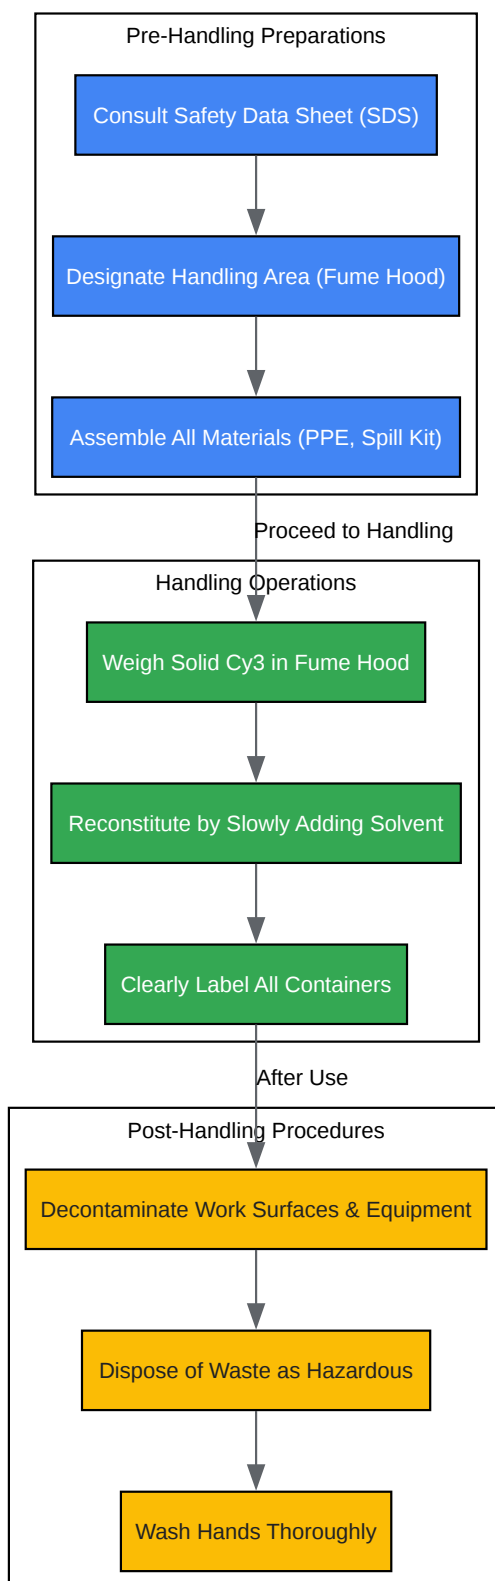 Pre-Handling Preparations
Consult Safety Data Sheet (SDS)
Designate Handling Area (Fume Hood)
Assemble All Materials (PPE, Spill Kit)
Proceed to Handling
Handling Operations
Weigh Solid Cy3 in Fume Hood
Reconstitute by Slowly Adding Solvent
Clearly Label All Containers
After Use
Post-Handling Procedures
Decontaminate Work Surfaces & Equipment
Dispose of Waste as Hazardous
Wash Hands Thoroughly